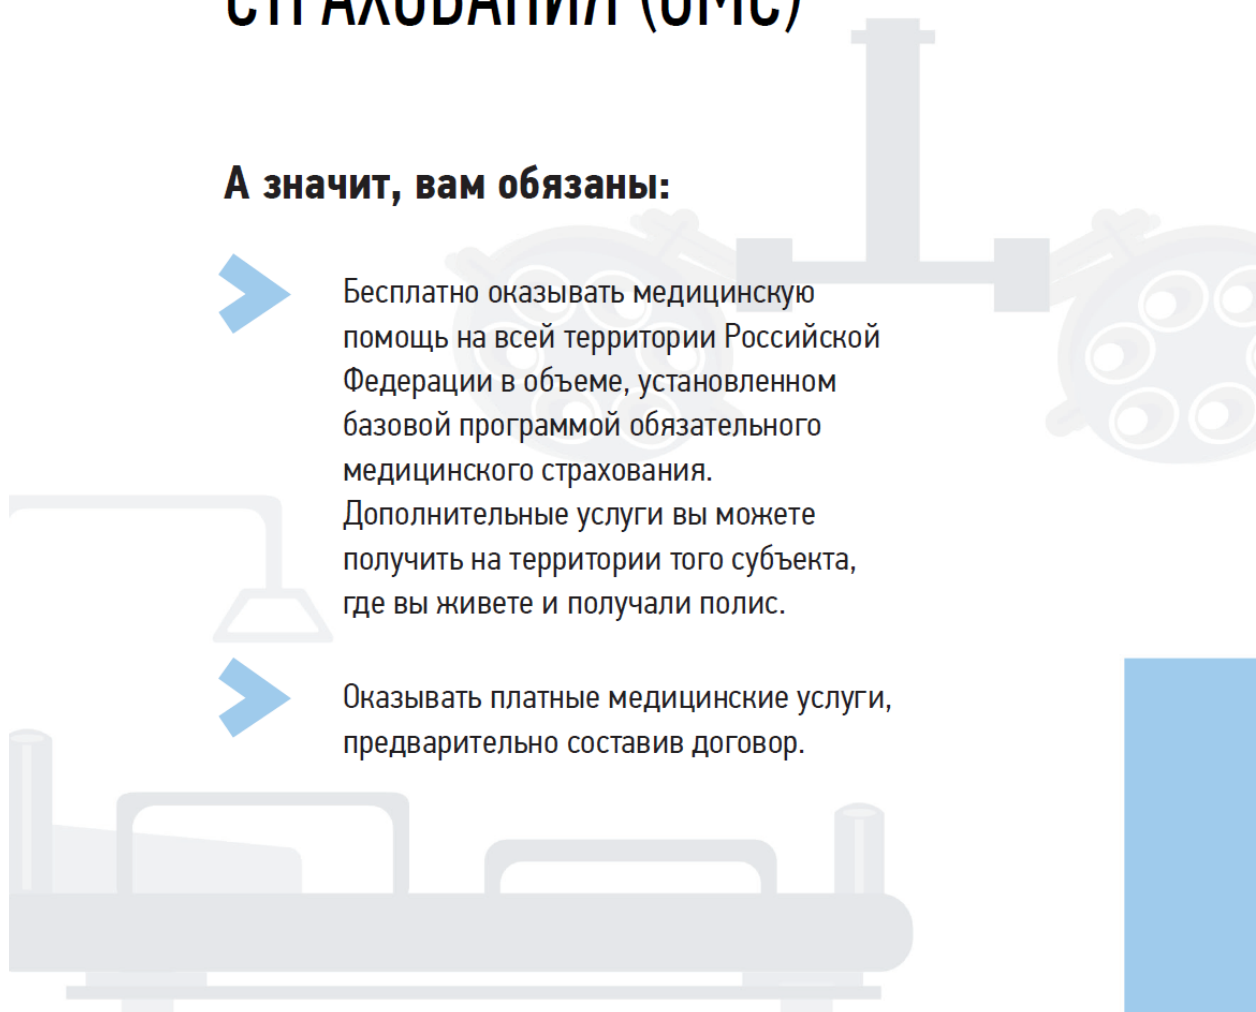 СТРАХОВАНИЯ (ОМС)
А значит, вам обязаны:
Бесплатно оказывать медицинскую
помощь на всей территории Российской
Федерации в объеме, установленном
базовой программой обязательного
медицинского страхования.
Дополнительные услуги вы можете
получить на территории того субъекта,
где вы живете и получали полис.
Оказывать платные медицинские услуги,
предварительно составив договор.